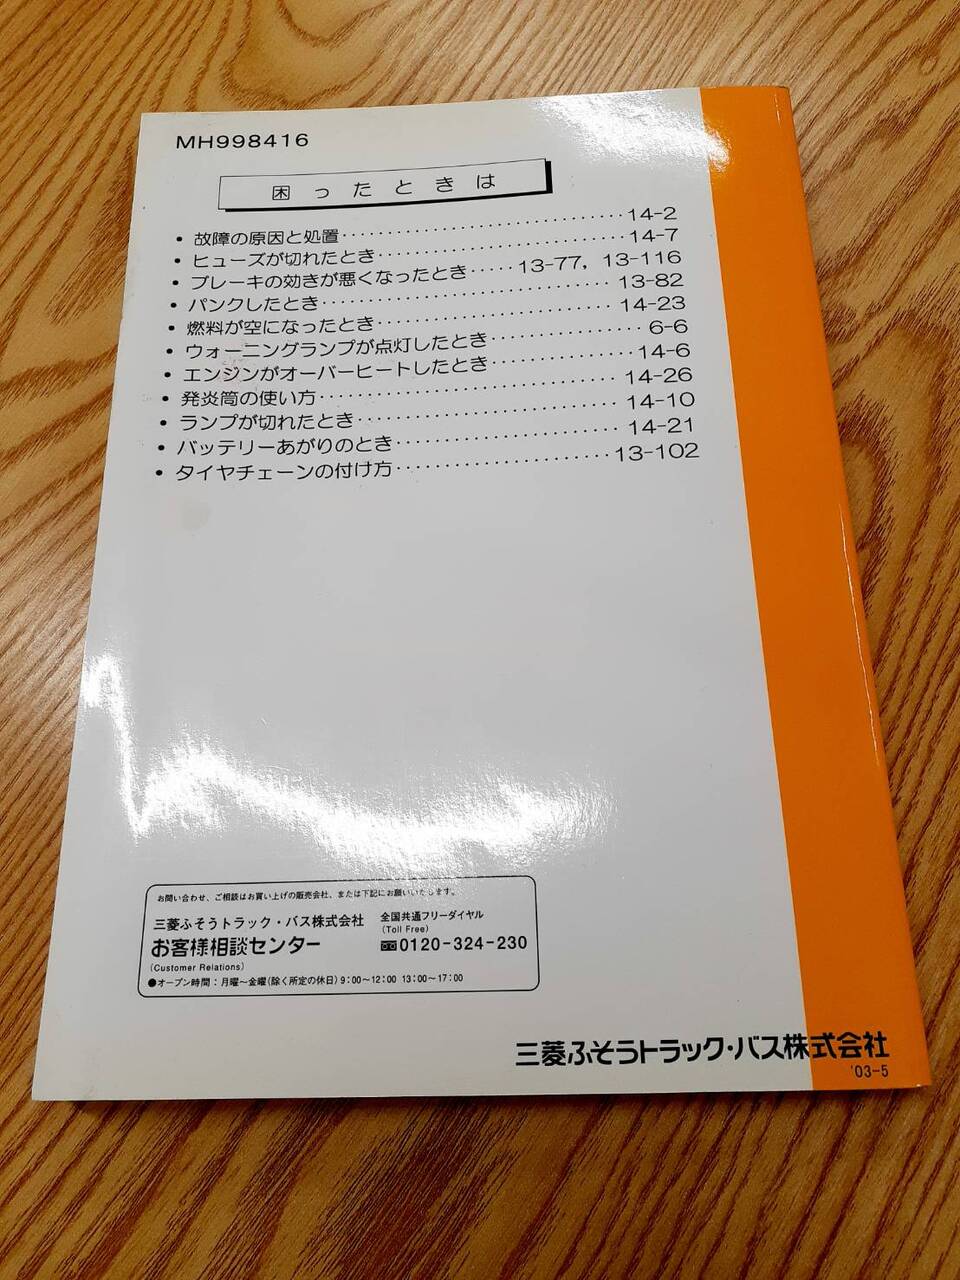 MH998416
困ったときは
• 故障の原因と処置 14-2
• ヒューズが切れたとき 14-7
• ブレーキの効きが悪くなったとき 13-77, 13-116
• パンクしたとき 13-82
• 燃料が空になったとき 14-23
• ウォーニングランプが点灯したとき 6-6
• エンジンがオーバーヒートしたとき 14-6
• 発炎筒の使い方 14-26
• ランプが切れたとき 14-10
• バッテリーあがりのとき 14-21
• タイヤチェーンの付け方 13-102
お問い合わせ、ご相談はお買い上げの販売会社、または下記にお願いいたします。
三菱ふそうトラック・バス株式会社 全国共通フリーダイヤル
(Toll Free)
お客様相談センター 0120-324-230
(Customer Relations)
●オープン時間：月曜～金曜(除く所定の休日) 9:00～12:00 13:00～17:00
三菱ふそうトラック・バス株式会社
'03-5